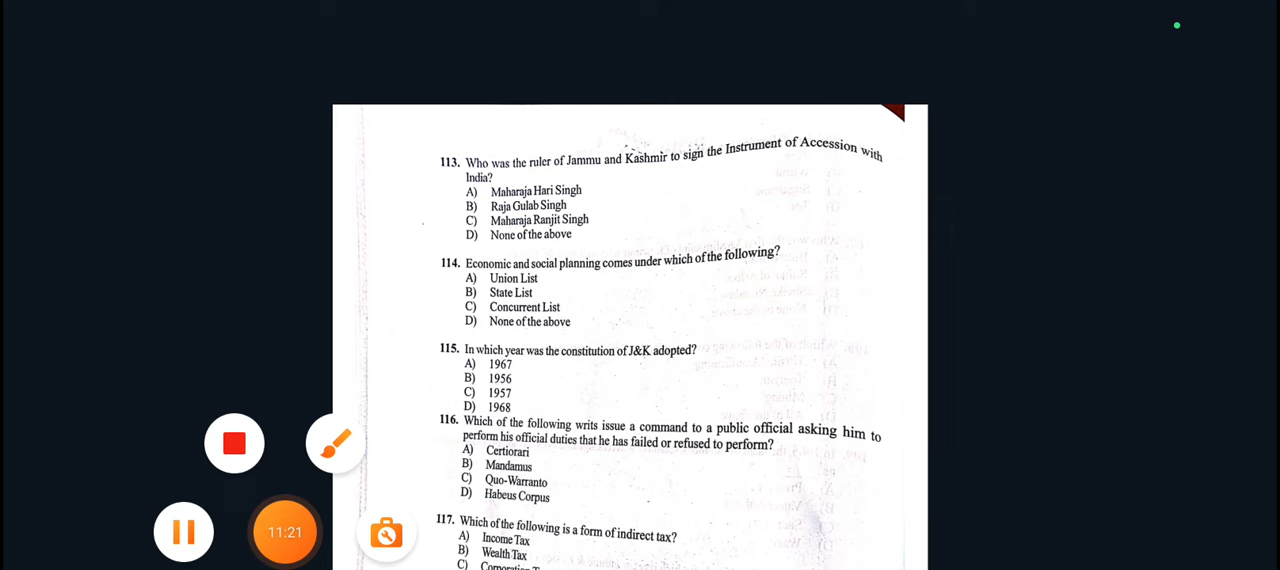 113. Who was the ruler of Jammu and Kashmir to sign the Instrument of Accession with
India?
A) Maharaja Hari Singh
B) Raja Gulab Singh
C) Maharaja Ranjit Singh
D) None of the above
114. Economic and social planning comes under which of the following?
A) Union List
B) State List
C) Concurrent List
D) None of the above
115. In which year was the constitution of J&K adopted?
A) 1967
B) 1956
C) 1957
D) 1968
116. Which of the following writs issue a command to a public official asking him to
perform his official duties that he has failed or refused to perform?
A) Certiorari
B) Mandamus
C) Quo-Warranto
D) Habeus Corpus
117. Which of the following is a form of indirect tax?
A) Income Tax
B) Wealth Tax
C)
11:21